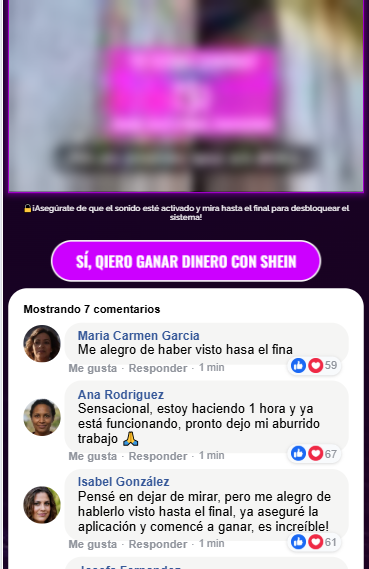 🔓¡Asegúrate de que el sonido esté activado y mira hasta el final para desbloquear el
sistema!
SÍ, QIERO GANAR DINERO CON SHEIN
Mostrando 7 comentarios
Maria Carmen Garcia
Me alegro de haber visto hasa el fina
Me gusta · Responder · 1 min
59
Ana Rodriguez
Sensacional, estoy haciendo 1 hora y ya
está funcionando, pronto dejo mi aburrido
trabajo 🙏
Me gusta · Responder · 1 min
67
Isabel González
Pensé en dejar de mirar, pero me alegro de
hablerlo visto hasta el final, ya aseguré la
aplicación y comencé a ganar, es increíble!
Me gusta · Responder · 1 min
61